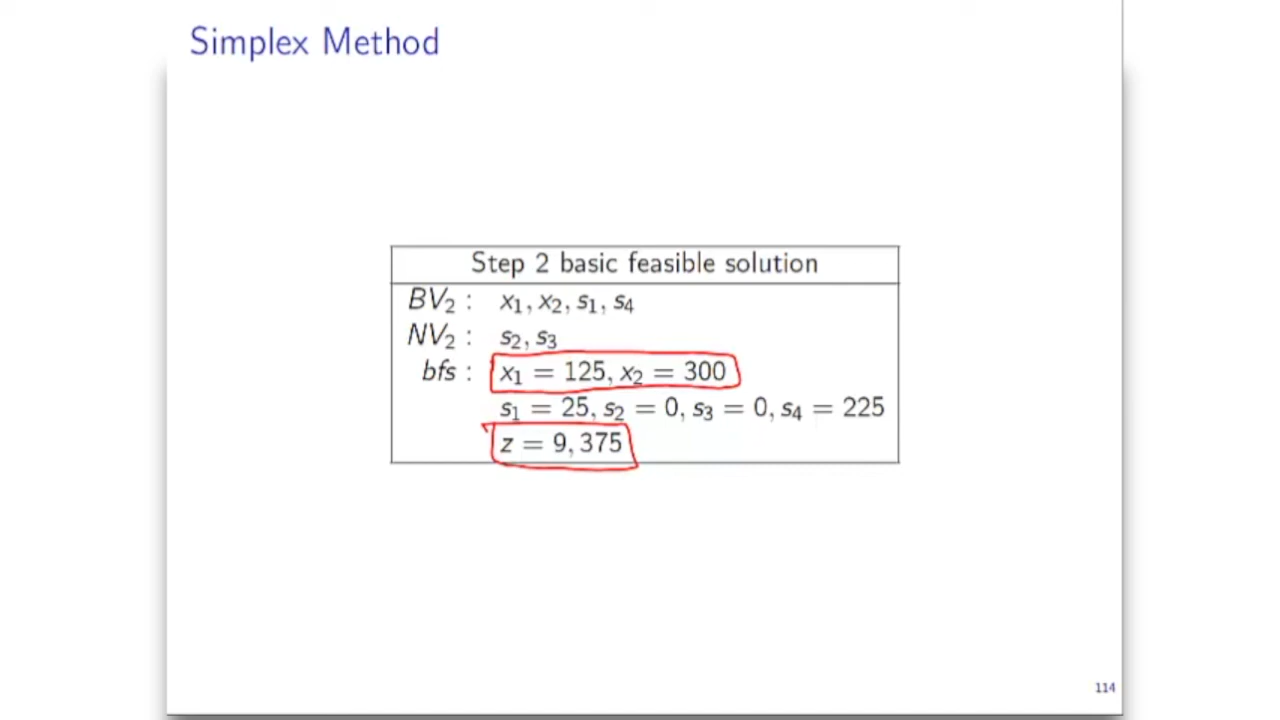 Simplex Method
Step 2 basic feasible solution
BV₂ : x₁, x₂, s₁, s₄
NV₂ : s₂, s₃
bfs : x₁ = 125, x₂ = 300
s₁ = 25, s₂ = 0, s₃ = 0, s₄ = 225
z = 9, 375
114